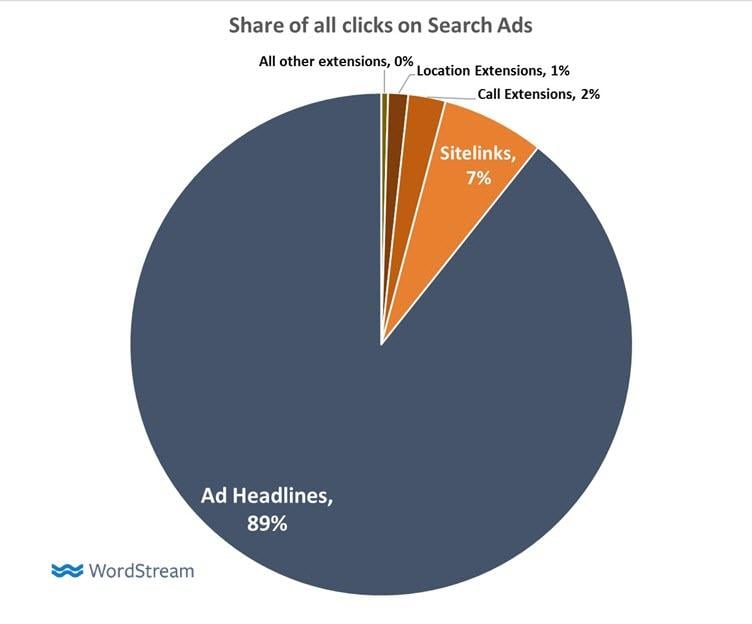 Share of all clicks on Search Ads
All other extensions, 0%
Location Extensions, 1%
Call Extensions, 2%
Sitelinks,
7%
Ad Headlines,
89%
WordStream